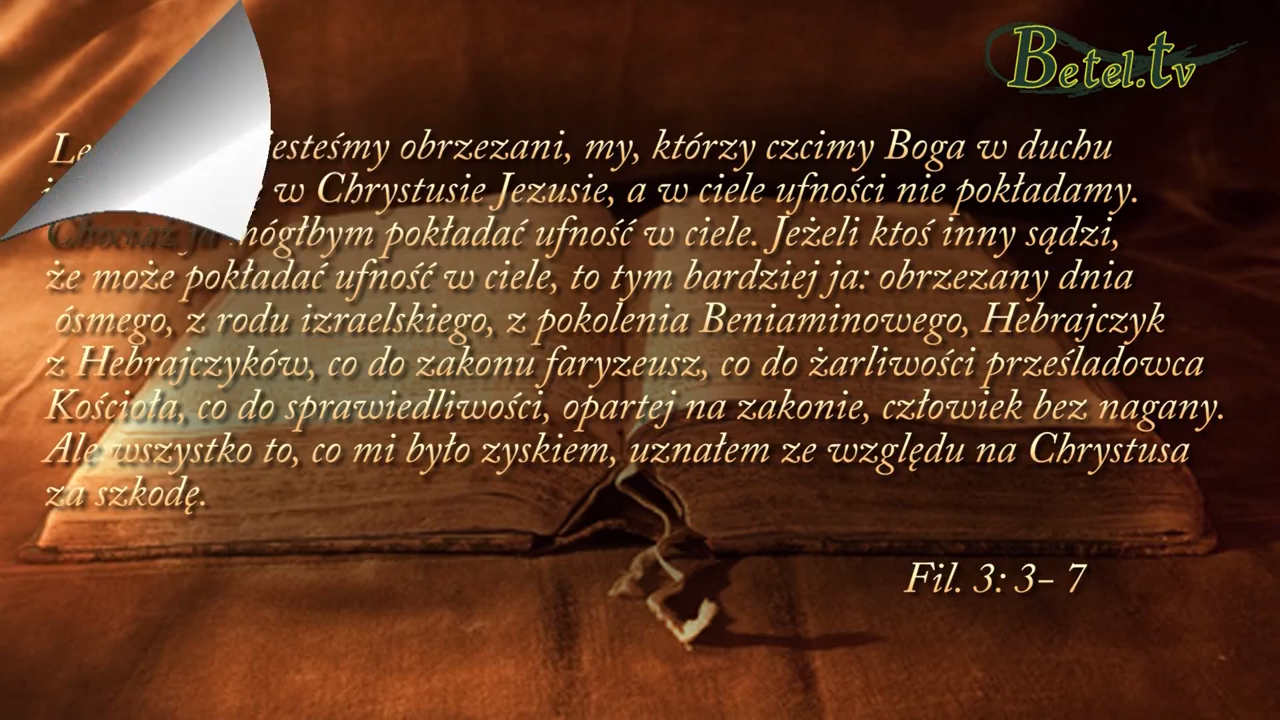 Betel.tv
jesteśmy obrzezani, my, którzy czcimy Boga w duchu
w Chrystusie Jezusie, a w ciele ufności nie pokładamy.
Chociaż ja mógłbym pokładać ufność w ciele. Jeżeli ktoś inny sądzi,
że może pokładać ufność w ciele, to tym bardziej ja: obrzezany dnia
ósmego, z rodu izraelskiego, z pokolenia Beniaminowego, Hebrajczyk
z Hebrajczyków, co do zakonu faryzeusz, co do żarliwości prześladowca
Kościoła, co do sprawiedliwości, opartej na zakonie, człowiek bez nagany.
Ale wszystko to, co mi było zyskiem, uznałem ze względu na Chrystusa
za szkodę.
Fil. 3: 3- 7